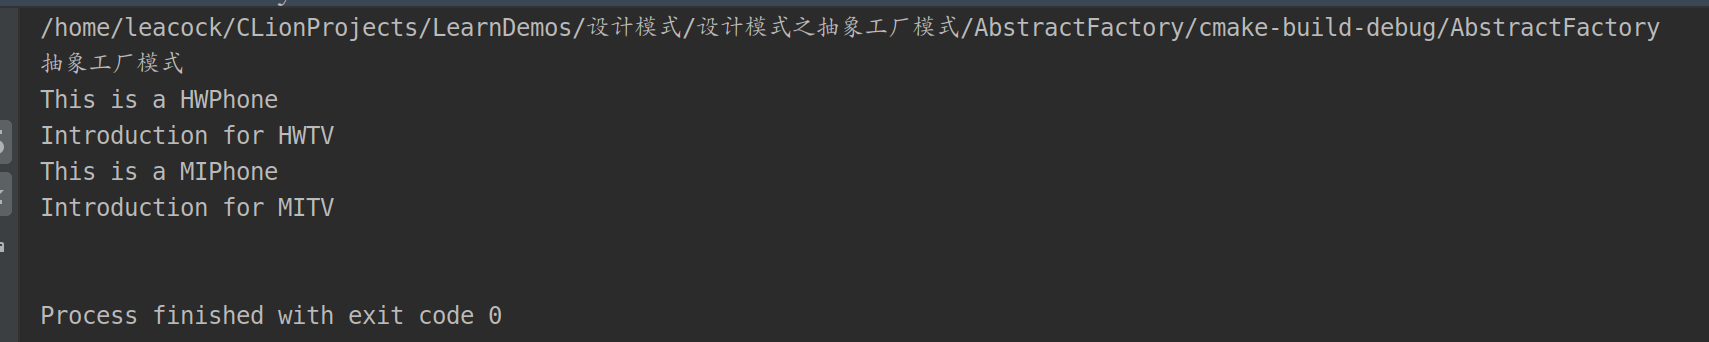 /home/leacock/CLionProjects/LearnDemos/设计模式/设计模式之抽象工厂模式/AbstractFactory/cmake-build-debug/AbstractFactory
抽象工厂模式
This is a HWPhone
Introduction for HWTV
This is a MIPhone
Introduction for MITV
Process finished with exit code 0